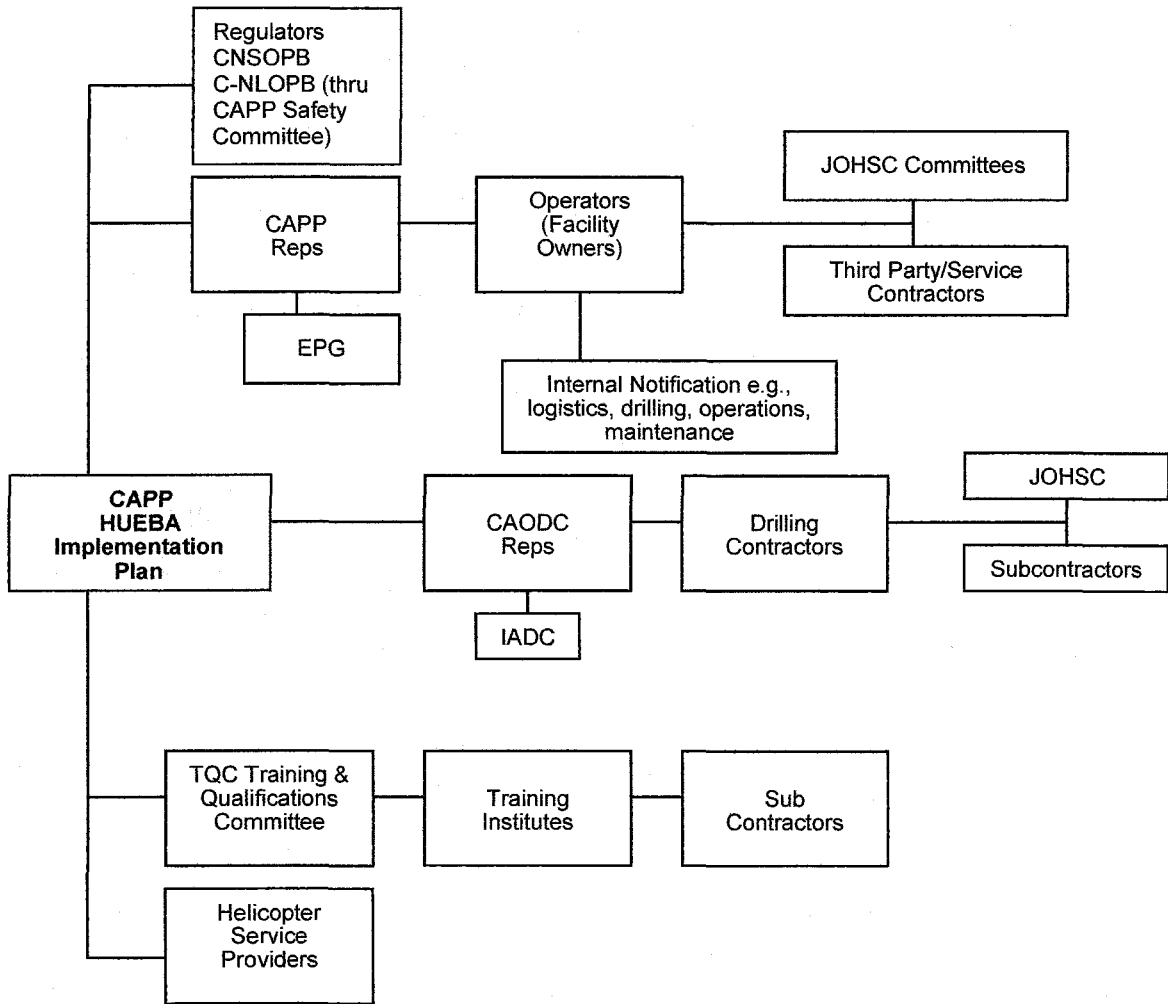 Regulators
CNSOPB
C-NLOPB (thru
CAPP Safety
Committee)
CAPP
Reps
Operators
(Facility
Owners)
JOHSC Committees
Third Party/Service
Contractors
EPG
Internal Notification e.g.,
logistics, drilling, operations,
maintenance
CAPP
HUEBA
Implementation
Plan
CAODC
Reps
Drilling
Contractors
JOHSC
Subcontractors
IADC
TQC Training &
Qualifications
Committee
Training
Institutes
Sub
Contractors
Helicopter
Service
Providers